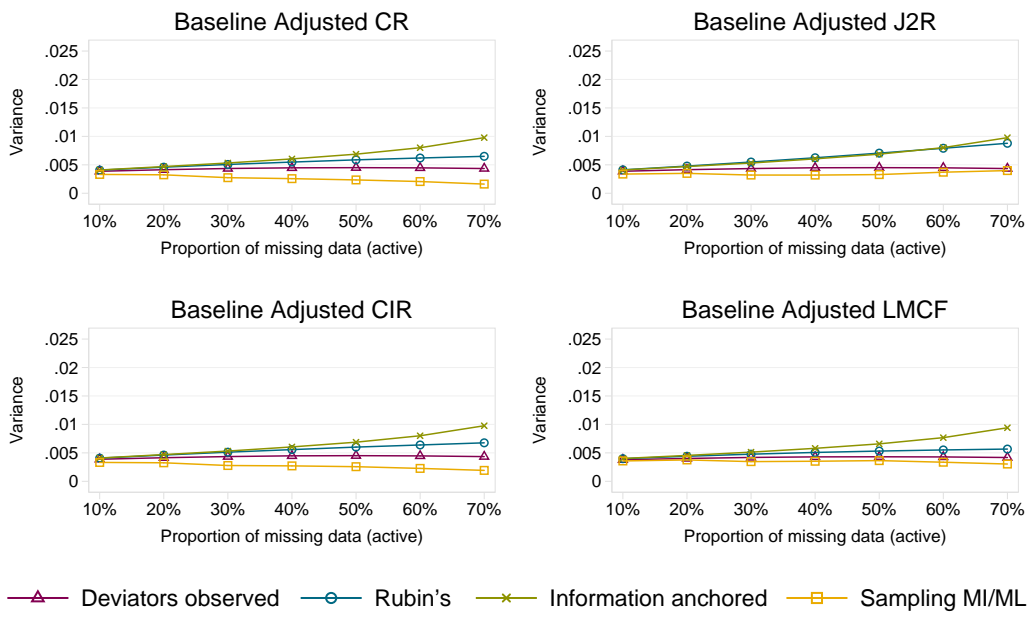 Baseline Adjusted CR
.025
.02
.015
.01
.005
0
Variance
10% 20% 30% 40% 50% 60% 70%
Proportion of missing data (active)
Baseline Adjusted J2R
.025
.02
.015
.01
.005
0
Variance
10% 20% 30% 40% 50% 60% 70%
Proportion of missing data (active)
Baseline Adjusted CIR
.025
.02
.015
.01
.005
0
Variance
10% 20% 30% 40% 50% 60% 70%
Proportion of missing data (active)
Baseline Adjusted LMCF
.025
.02
.015
.01
.005
0
Variance
10% 20% 30% 40% 50% 60% 70%
Proportion of missing data (active)
Deviators observed Rubin's Information anchored Sampling MI/ML